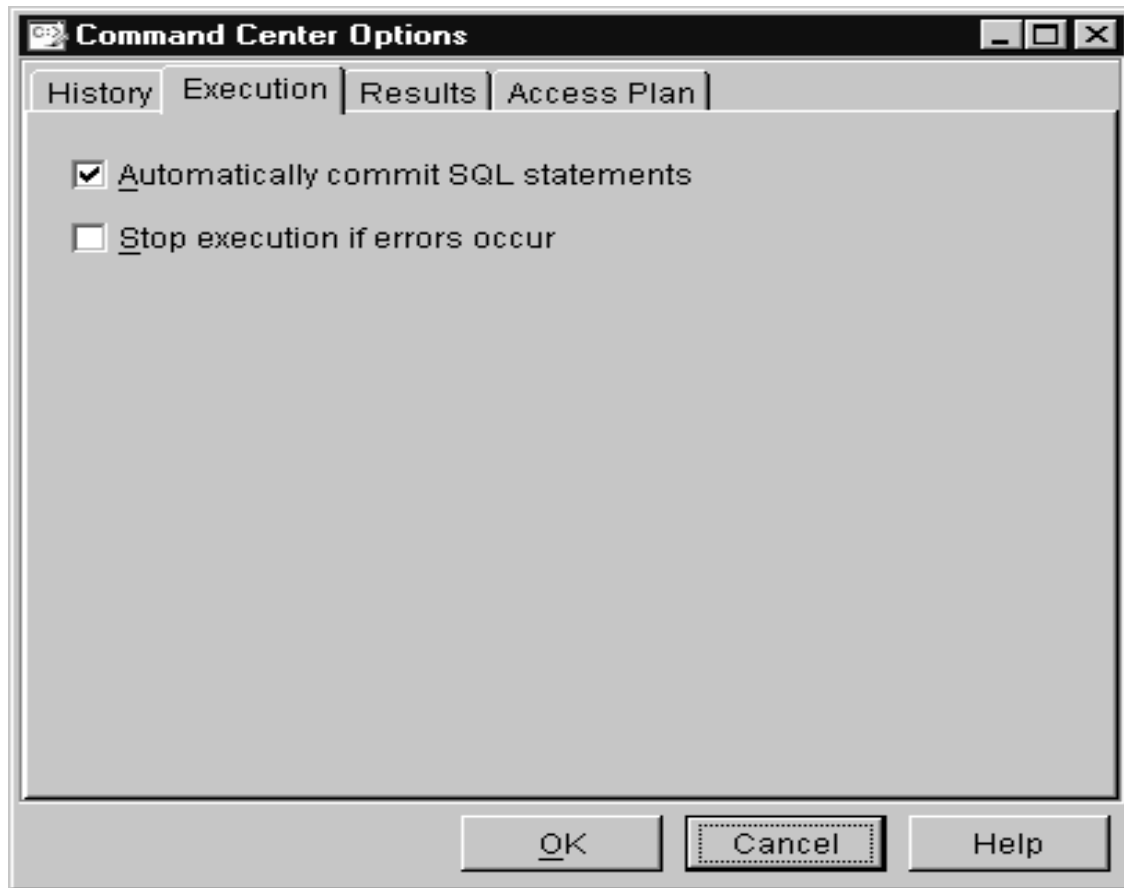 Command Center Options
History Execution Results Access Plan
Automatically commit SQL statements
Stop execution if errors occur
OK Cancel Help